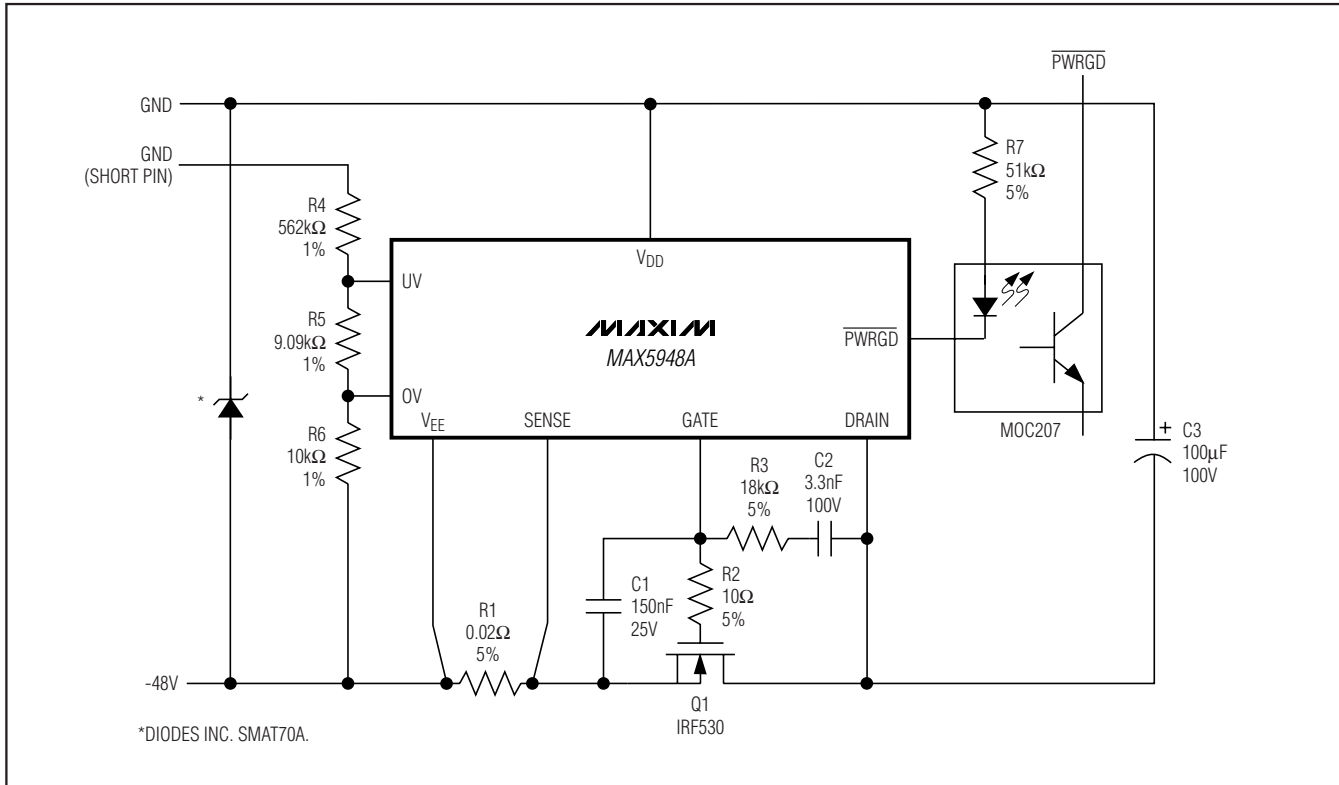 PWRGD
GND
GND
(SHORT PIN)
R4
562kΩ
1%
R5
9.09kΩ
1%
R6
10kΩ
1%
*
UV
OV
VDD
MAXIM
MAX5948A
PWRGD
VEE
SENSE
GATE
DRAIN
R7
51kΩ
5%
MOC207
+
C3
100µF
100V
R3
18kΩ
5%
C2
3.3nF
100V
C1
150nF
25V
R2
10Ω
5%
R1
0.02Ω
5%
-48V
Q1
IRF530
*DIODES INC. SMAT70A.